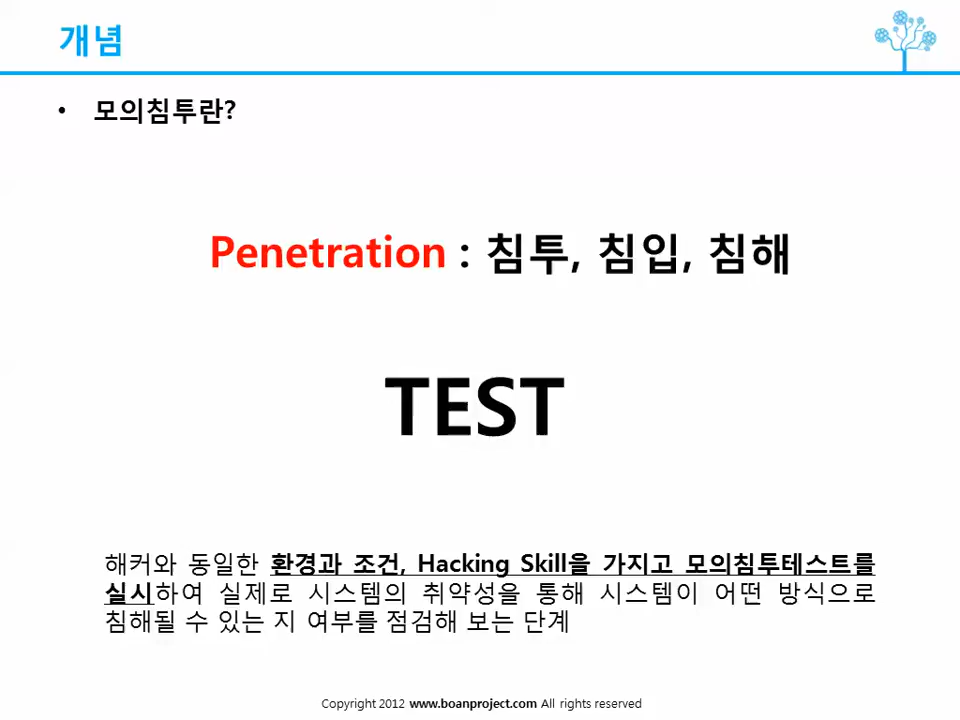 개념
• 모의침투란?
Penetration : 침투, 침입, 침해
TEST
해커와 동일한 환경과 조건, Hacking Skill을 가지고 모의침투테스트를
실시하여 실제로 시스템의 취약성을 통해 시스템이 어떤 방식으로
침해될 수 있는 지 여부를 점검해 보는 단계
Copyright 2012 www.boanproject.com All rights reserved